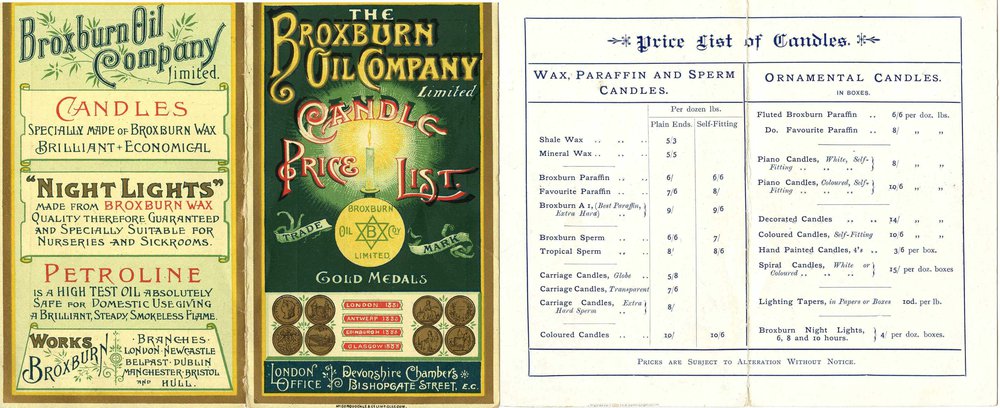 Broxburn Oil
Company
Limited.
CANDLES
SPECIALLY MADE OF BROXBURN WAX
BRILLIANT + ECONOMICAL
"NIGHT LIGHTS"
MADE FROM BROXBURN WAX
QUALITY THEREFORE GUARANTEED
AND SPECIALLY SUITABLE FOR
NURSERIES AND SICKROOMS.
PETROLINE
IS A HIGH TEST OIL ABSOLUTELY
SAFE FOR DOMESTIC USE GIVING
A BRILLIANT, STEADY, SMOKELESS FLAME.
WORKS
BROXBURN
BRANCHES
LONDON·NEWCASTLE
BELFAST·DUBLIN
MANCHESTER·BRISTOL
AND HULL.
THE
BROXBURN
OIL COMPANY
Limited
CANDLE
PRICE LIST.
TRADE MARK
BROXBURN
OIL B COY
LIMITED
GOLD MEDALS
LONDON 1881
ANTWERP 1885
EDINBURGH 1886
GLASGOW 1888
LONDON OFFICE
Devonshire Chambers
BISHOPGATE STREET, E.C.
Price List of Candles.
WAX, PARAFFIN AND SPERM
CANDLES.
Per dozen lbs.
Plain Ends. Self-Fitting
Shale Wax .. .. .. 5/3
Mineral Wax .. .. .. 5/5
Broxburn Paraffin .. .. 6/ 6/6
Favourite Paraffin .. .. 7/6 8/
Broxburn A 1, (Best Paraffin, Extra Hard) 9/ 9/6
Broxburn Sperm .. .. 6/6 7/
Tropical Sperm .. .. 8/ 8/6
Carriage Candles, Globe .. 5/8
Carriage Candles, Transparent 7/6
Carriage Candles, Extra Hard Sperm .. .. 8/
Coloured Candles .. .. 10/ 10/6
ORNAMENTAL CANDLES.
IN BOXES.
Fluted Broxburn Paraffin .. 6/6 per doz. lbs.
Do. Favourite Paraffin .. 8/ „ „
Piano Candles, White, Self-Fitting .. .. .. 8/ „ „
Piano Candles, Coloured, Self-Fitting .. .. .. 10/6 „ „
Decorated Candles .. .. 14/ „ „
Coloured Candles, Self-Fitting 10/6 „ „
Hand Painted Candles, 4's .. 3/6 per box.
Spiral Candles, White or Coloured .. .. .. 15/ per doz. boxes
Lighting Tapers, in Papers or Boxes 10d. per lb.
Broxburn Night Lights, 6, 8 and 10 hours. 4/ per doz. boxes.
PRICES ARE SUBJECT TO ALTERATION WITHOUT NOTICE.